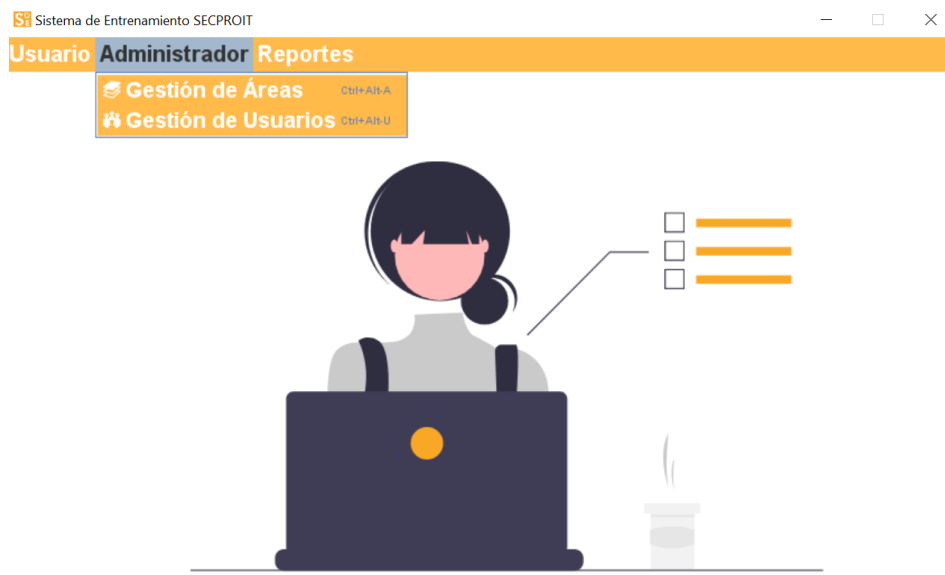 Sistema de Entrenamiento SECPROIT
Usuario Administrador Reportes
Gestión de Áreas Ctrl+Alt-A
Gestión de Usuarios Ctrl+Alt-U